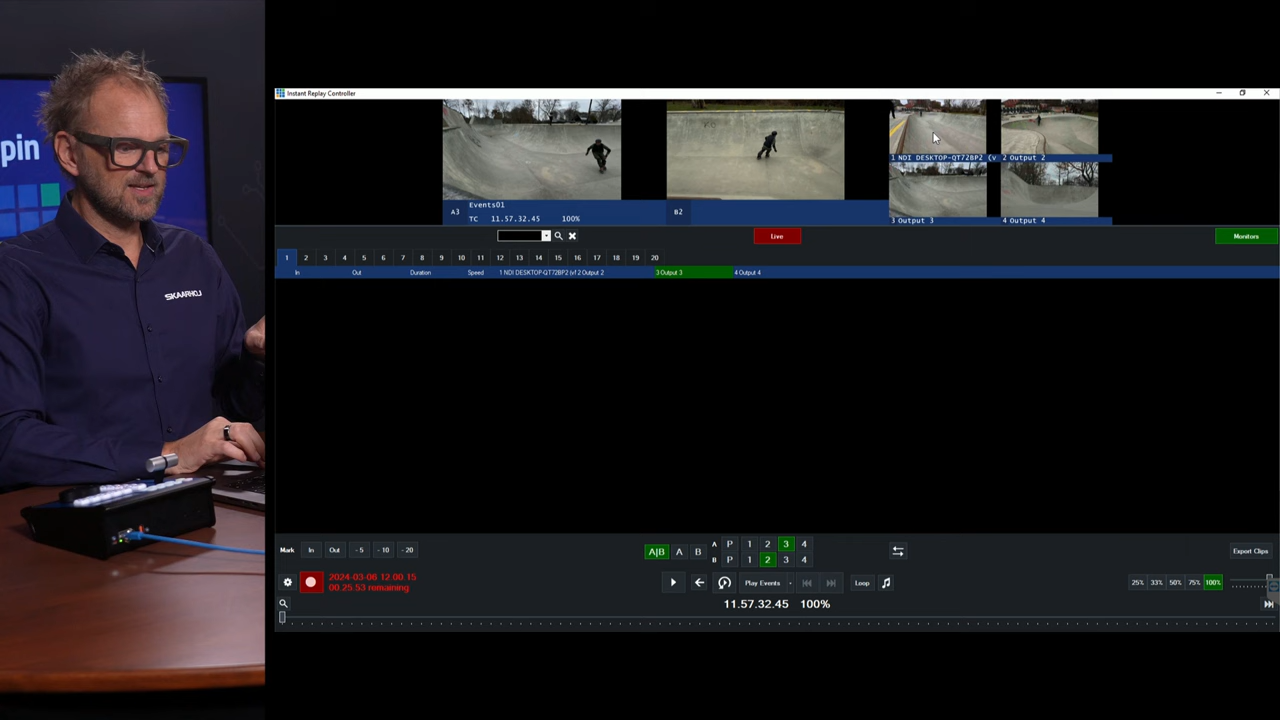 pin
SKAARHOJ
Instant Replay Controller
1 NDI DESKTOP-QT72BP2 (v 2 Output 2
3 Output 3 4 Output 4
A3 Events01
TC 11.57.32.45 100%
B2
Live
Monitors
1 2 3 4 5 6 7 8 9 10 11 12 13 14 15 16 17 18 19 20
In Out Duration Speed 1 NDI DESKTOP-QT72BP2 (v1 2 Output 2 3 Output 3 4 Output 4
Mark In Out - 5 - 10 - 20
A|B A B
A P 1 2 3 4
B P 1 2 3 4
Export Clips
2024-03-06 12.00.15
00.25.53 remaining
Play Events
Loop
25% 33% 50% 75% 100%
11.57.32.45 100%